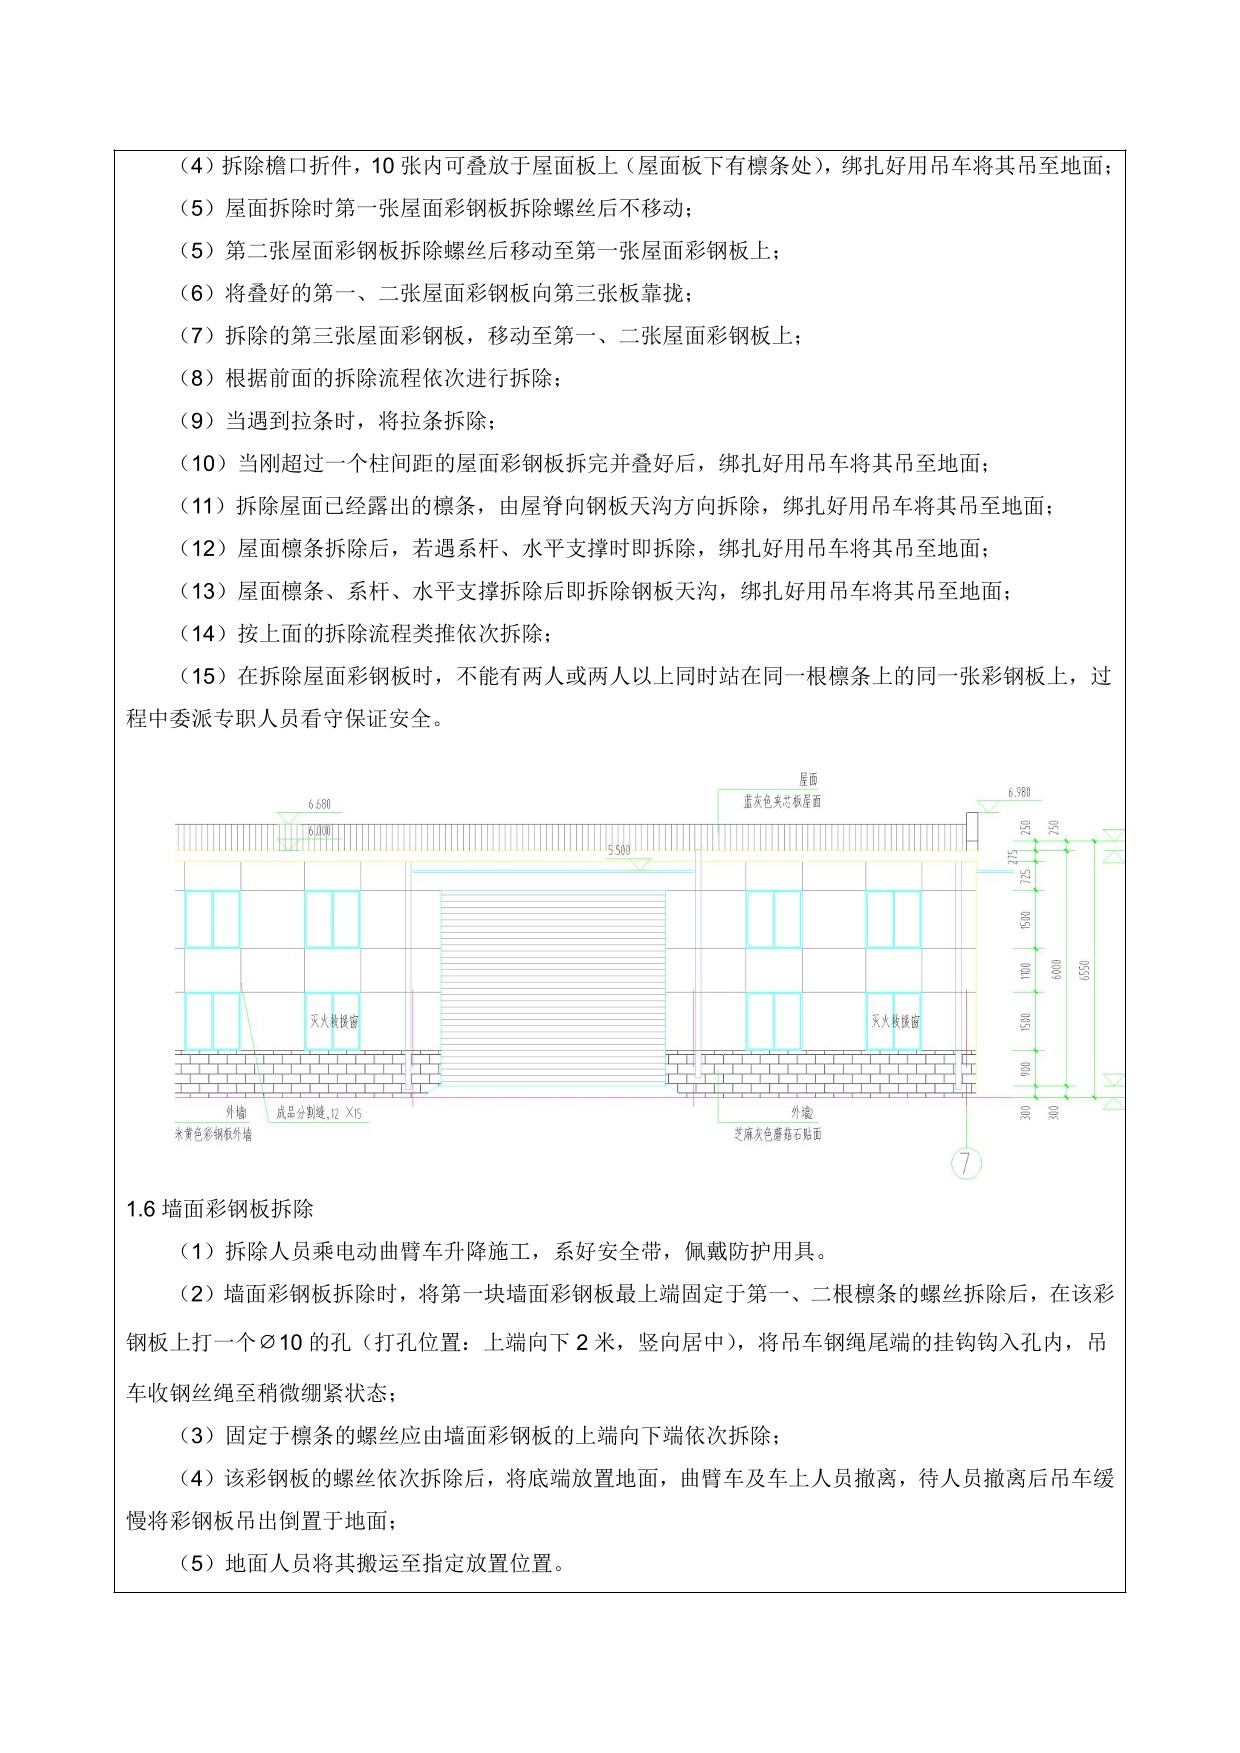 （4）拆除檐口折件，10 张内可叠放于屋面板上（屋面板下有檩条处），绑扎好用吊车将其吊至地面；
（5）屋面拆除时第一张屋面彩钢板拆除螺丝后不移动；
（5）第二张屋面彩钢板拆除螺丝后移动至第一张屋面彩钢板上；
（6）将叠好的第一、二张屋面彩钢板向第三张板靠拢；
（7）拆除的第三张屋面彩钢板，移动至第一、二张屋面彩钢板上；
（8）根据前面的拆除流程依次进行拆除；
（9）当遇到拉条时，将拉条拆除；
（10）当刚超过一个柱间距的屋面彩钢板拆完并叠好后，绑扎好用吊车将其吊至地面；
（11）拆除屋面已经露出的檩条，由屋脊向钢板天沟方向拆除，绑扎好用吊车将其吊至地面；
（12）屋面檩条拆除后，若遇系杆、水平支撑时即拆除，绑扎好用吊车将其吊至地面；
（13）屋面檩条、系杆、水平支撑拆除后即拆除钢板天沟，绑扎好用吊车将其吊至地面；
（14）按上面的拆除流程类推依次拆除；
（15）在拆除屋面彩钢板时，不能有两人或两人以上同时站在同一根檩条上的同一张彩钢板上，过
程中委派专职人员看守保证安全。
屋面
蓝灰色夹芯板屋面
6.980
6.680
6.000
5.500
250
250
275
725
1500
1100
6000
6550
1500
900
300
300
灭火救援窗
灭火救援窗
外墙1
成品分割缝,12 X15
米黄色彩钢板外墙
外墙2
芝麻灰色蘑菇石贴面
7
1.6 墙面彩钢板拆除
（1）拆除人员乘电动曲臂车升降施工，系好安全带，佩戴防护用具。
（2）墙面彩钢板拆除时，将第一块墙面彩钢板最上端固定于第一、二根檩条的螺丝拆除后，在该彩
钢板上打一个∅10 的孔（打孔位置：上端向下 2 米，竖向居中），将吊车钢绳尾端的挂钩钩入孔内，吊
车收钢丝绳至稍微绷紧状态；
（3）固定于檩条的螺丝应由墙面彩钢板的上端向下端依次拆除；
（4）该彩钢板的螺丝依次拆除后，将底端放置地面，曲臂车及车上人员撤离，待人员撤离后吊车缓
慢将彩钢板吊出倒置于地面；
（5）地面人员将其搬运至指定放置位置。